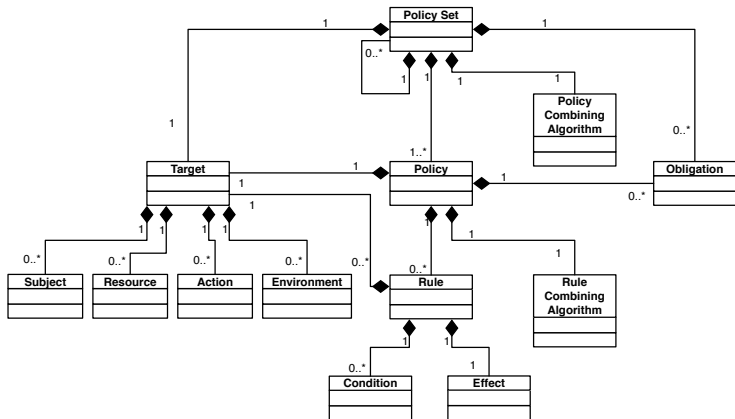 Policy Set
1
1
0..*
1
1
1
1
1
Policy
Combining
Algorithm
0..*
1..*
Target
1
Policy
1
Obligation
1
0..*
1
1
1
1
1
1
1
0..*
0..*
0..*
0..*
0..*
0..*
1
Subject
Resource
Action
Environment
Rule
Rule
Combining
Algorithm
1
1
0..*
1
Condition
Effect